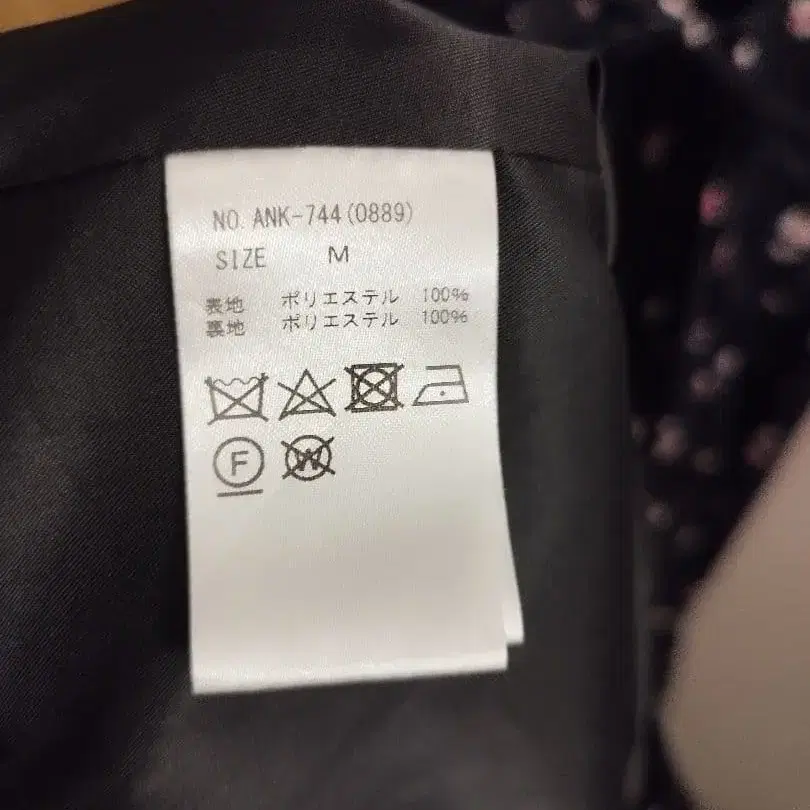 NO. ANK-744(0889)
SIZE M
表地 ポリエステル 100%
裏地 ポリエステル 100%
F W